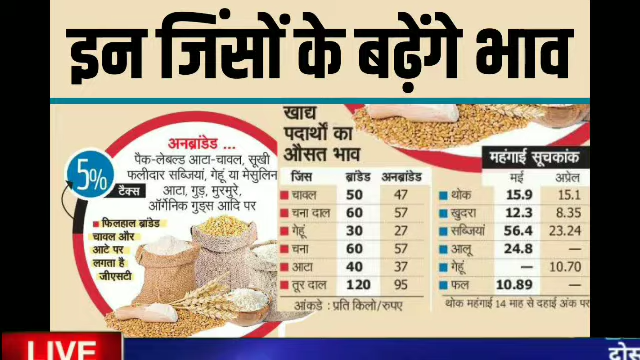 इन जिंसों के बढ़ेंगे भाव
5%
टैक्स
अनब्रांडेड ...
पैक-लेबल्ड आटा-चावल, सूखी
फलीदार सब्जियां, गेहूं या मेसुलिन
आटा, गुड़, मुरमुरे,
ऑर्गेनिक गुड्स आदि पर
फिलहाल ब्रांडेड
चावल और
आटे पर
लगता है
जीएसटी
खाद्य
पदार्थों का
औसत भाव
जिंस ब्रांडेड अनब्रांडेड
चावल 50 47
चना दाल 60 57
गेहूं 30 27
चना 60 57
आटा 40 37
तूर दाल 120 95
आंकडे : प्रति किलो/रुपए
महंगाई सूचकांक
मई अप्रेल
थोक 15.9 15.1
खुदरा 12.3 8.35
सब्जियां 56.4 23.24
आलू 24.8 —
गेहूं — 10.70
फल 10.89 —
थोक महंगाई 14 माह से दहाई अंक पर
LIVE